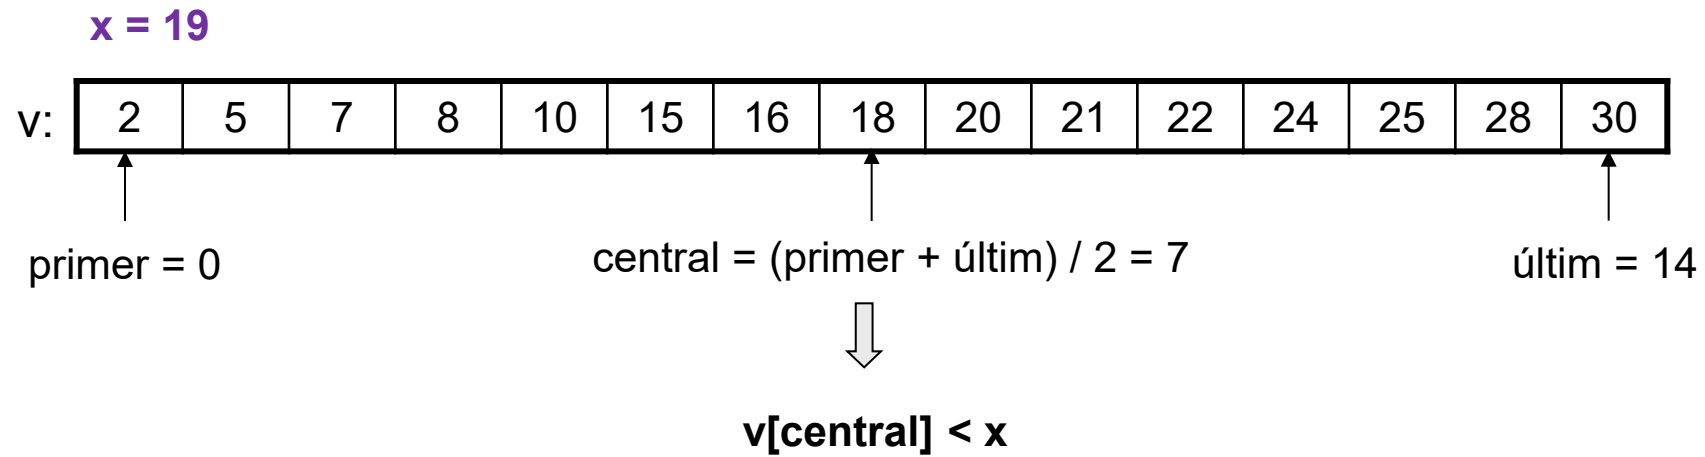 x = 19
v: 2 5 7 8 10 15 16 18 20 21 22 24 25 28 30
primer = 0 central = (primer + últim) / 2 = 7 últim = 14
v[central] < x